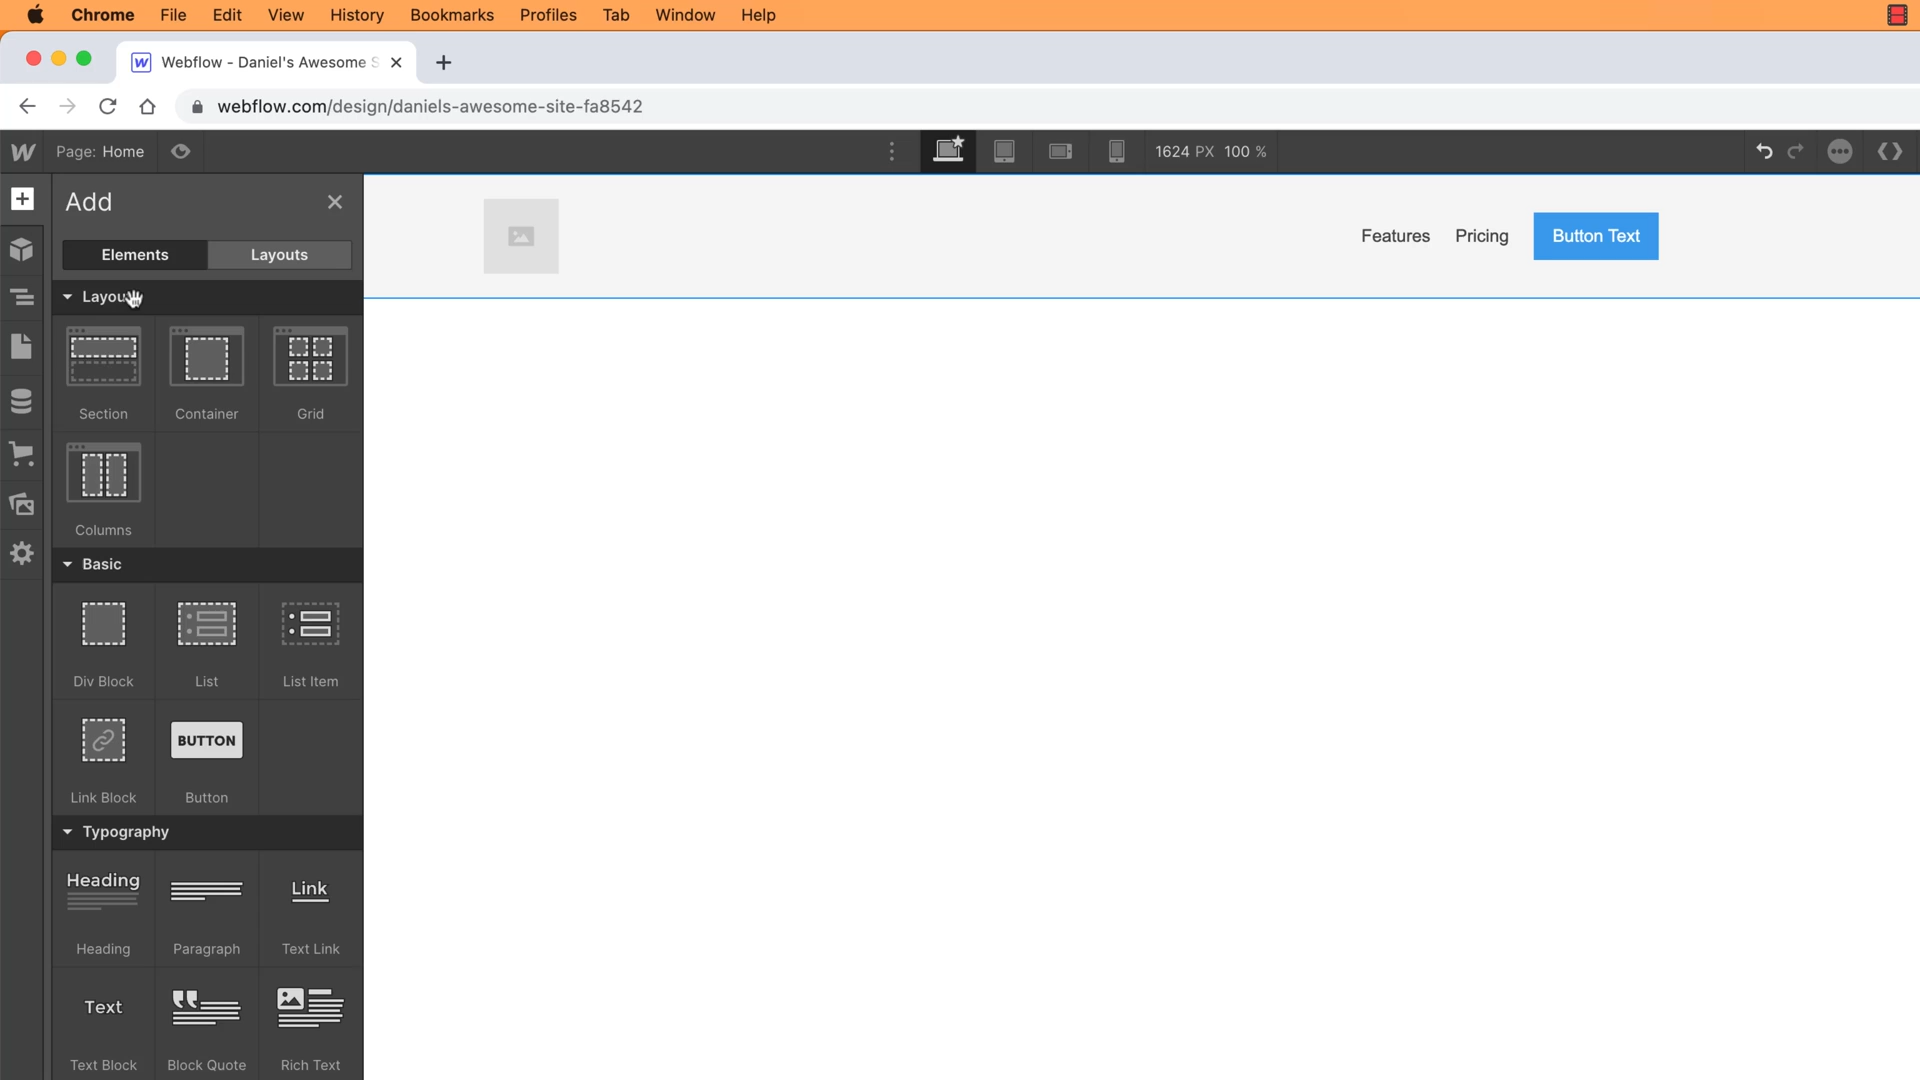 Chrome File Edit View History Bookmarks Profiles Tab Window Help
Webflow - Daniel's Awesome
webflow.com/design/daniels-awesome-site-fa8542
Page: Home
1624 PX 100 %
Add
Elements Layouts
Features Pricing Button Text
Section Container Grid
Columns
Basic
Div Block List List Item
BUTTON
Link Block Button
Typography
Heading Link
Heading Paragraph Text Link
Text
Text Block Block Quote Rich Text